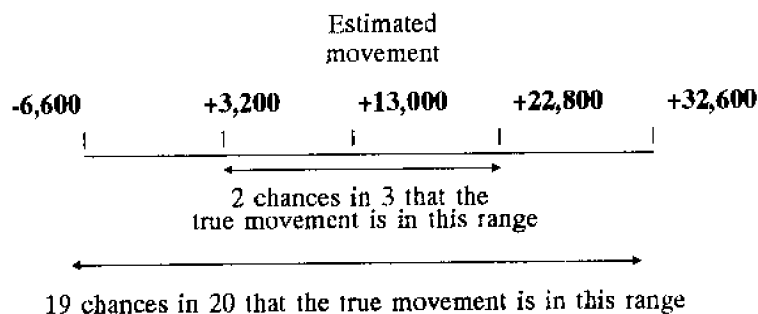 Estimated
movement
-6,600 +3,200 +13,000 +22,800 +32,600
2 chances in 3 that the
true movement is in this range
19 chances in 20 that the true movement is in this range